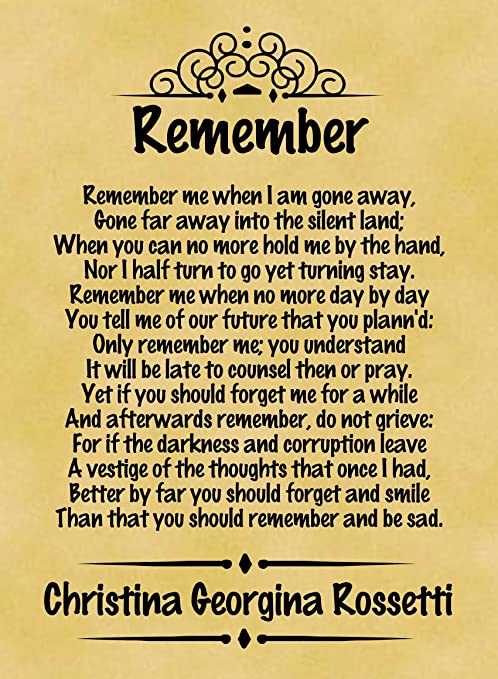 Remember
Remember me when I am gone away,
Gone far away into the silent land;
When you can no more hold me by the hand,
Nor I half turn to go yet turning stay.
Remember me when no more day by day
You tell me of our future that you plann'd:
Only remember me; you understand
It will be late to counsel then or pray.
Yet if you should forget me for a while
And afterwards remember, do not grieve:
For if the darkness and corruption leave
A vestige of the thoughts that once I had,
Better by far you should forget and smile
Than that you should remember and be sad.
Christina Georgina Rossetti